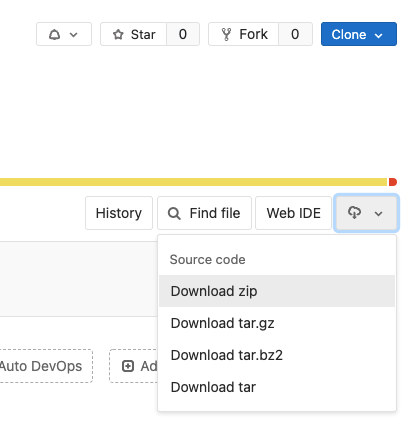 Star 0 Fork 0 Clone
History Find file Web IDE
Source code
Download zip
Download tar.gz
Download tar.bz2
Download tar
Auto DevOps
Ad